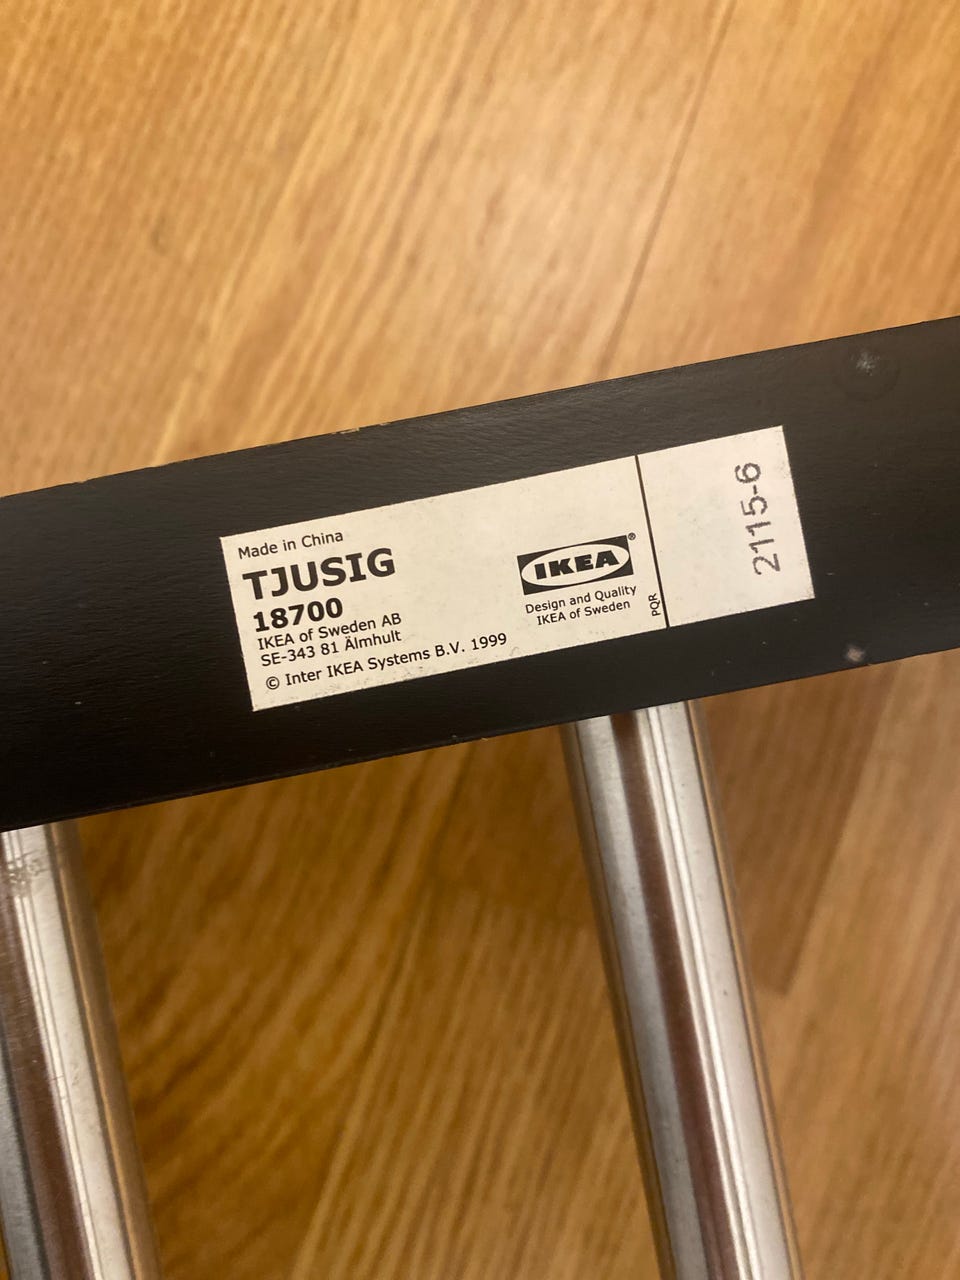 Made in China
TJUSIG
18700
IKEA of Sweden AB
SE-343 81 Älmhult
© Inter IKEA Systems B.V. 1999
IKEA®
Design and Quality
IKEA of Sweden
PQR
2115-6